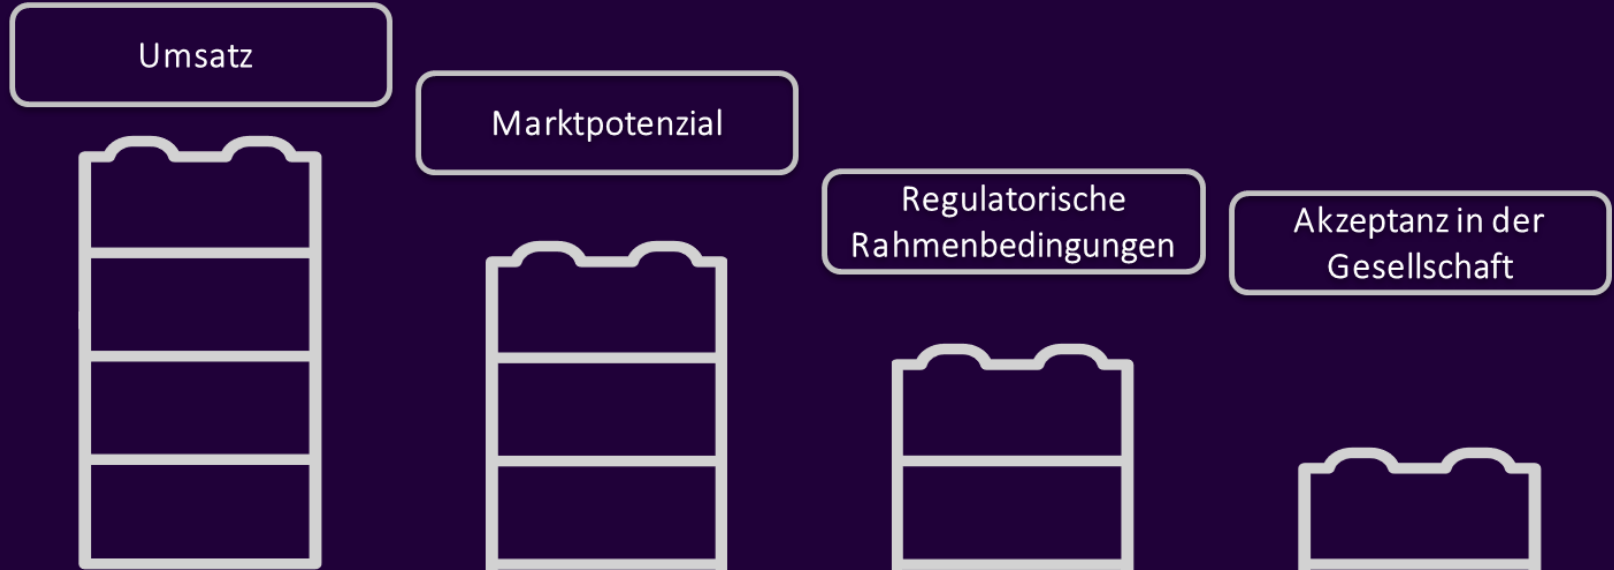 Umsatz
Marktpotenzial
Regulatorische
Rahmenbedingungen
Akzeptanz in der
Gesellschaft